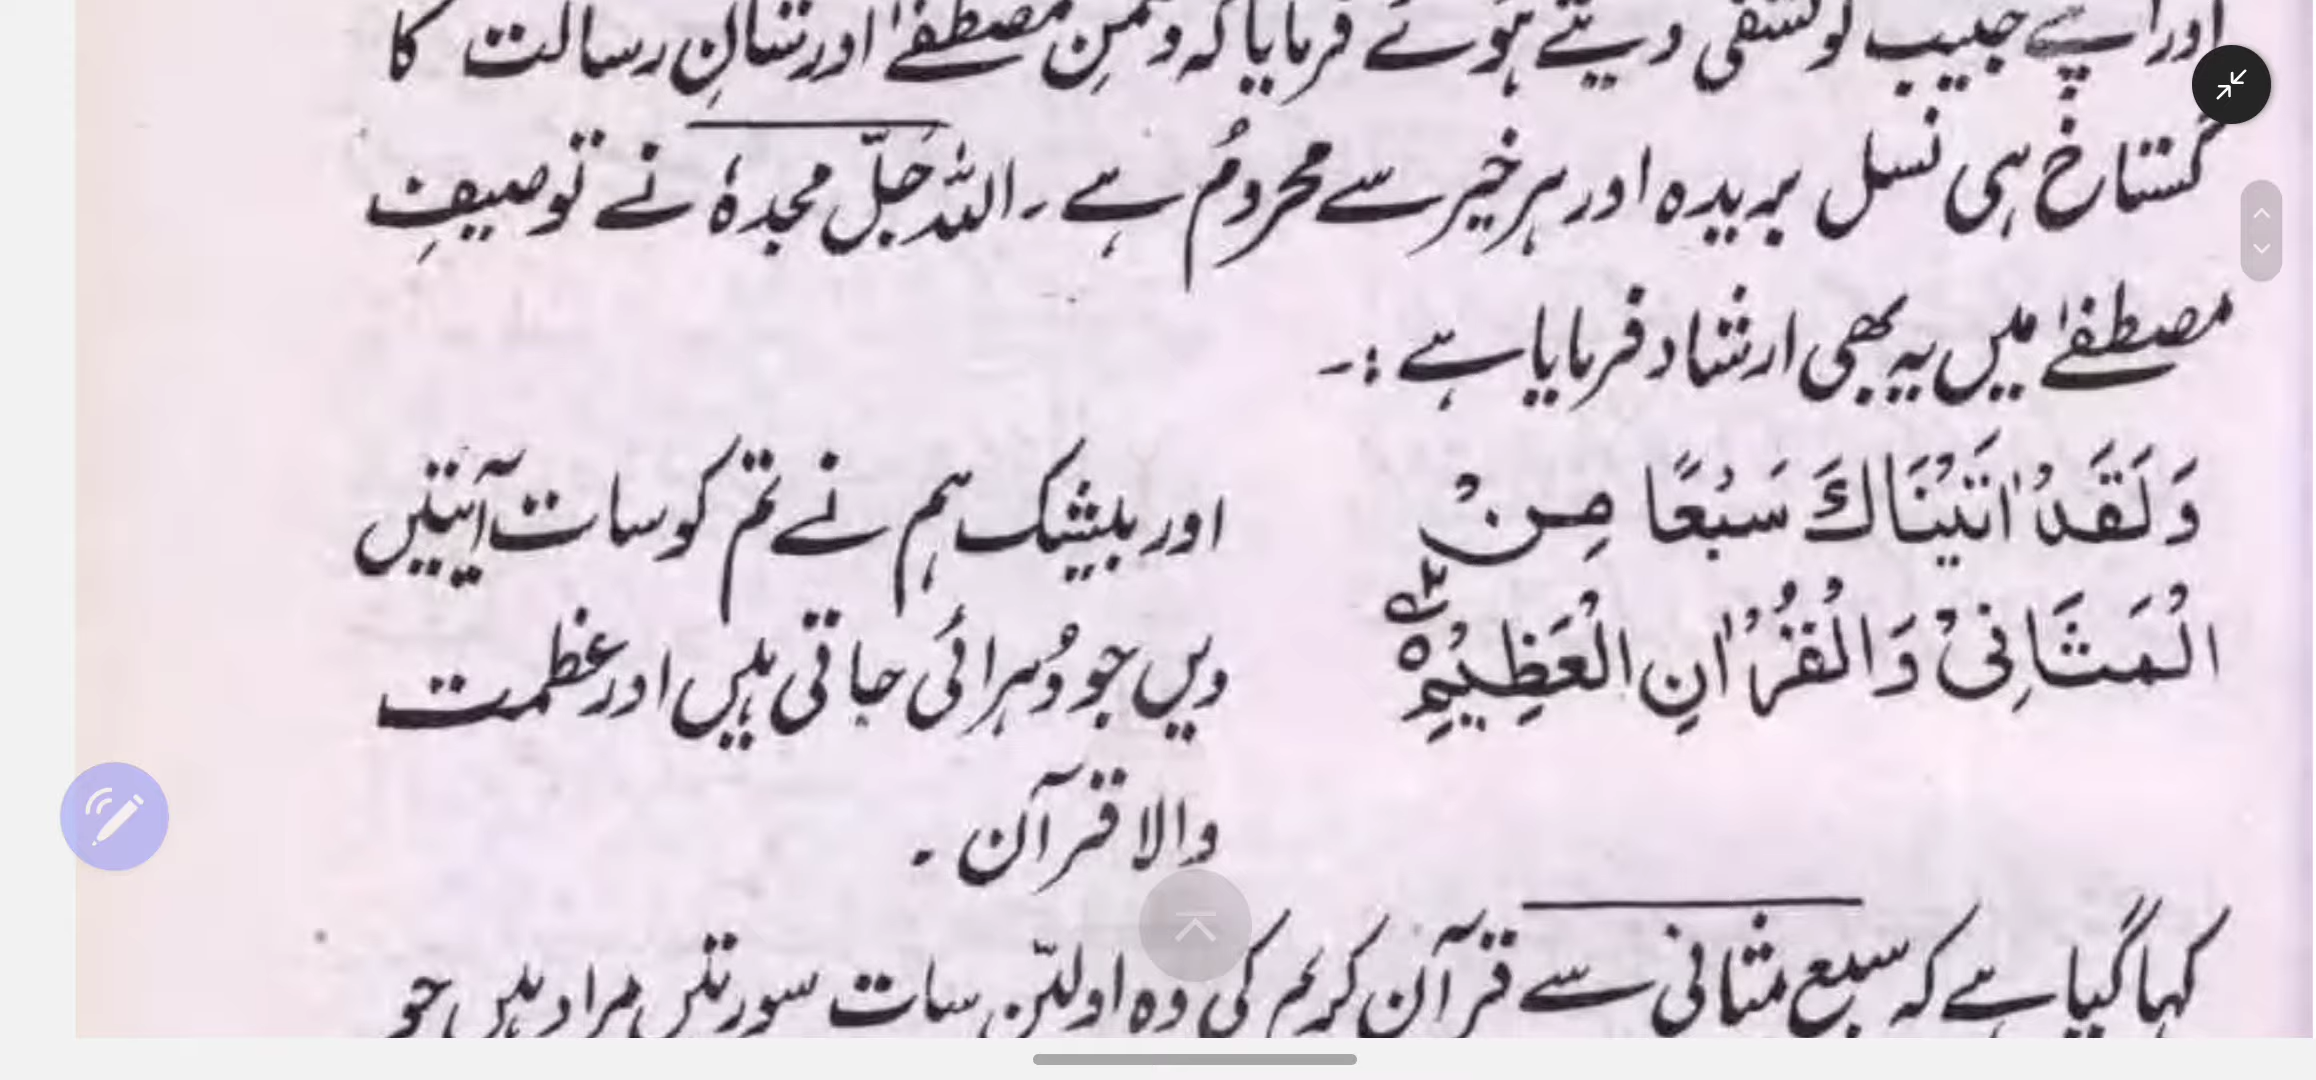 اور اپنے حبیب کو تشفی دیتے ہوئے فرمایا کہ دشمنِ مصطفےٰ اور شانِ رسالت کا
گستاخ ہی نسل بریدہ اور ہر خیر سے محروم ہے ۔ اللہ جَلّ مجدہٗ نے توصیفِ
مصطفےٰ میں یہ بھی ارشاد فرمایا ہے :۔
وَلَقَدْ اٰتَيْنَاكَ سَبْعًا مِنْ
الْمَثَانِیْ وَالْقُرْاٰنِ الْعَظِیْمِ ہ
اور بیشک ہم نے تم کو سات آیتیں
دیں جو دُہرائی جاتی ہیں اور عظمت
والا قرآن ۔
کہا گیا ہے کہ سبع مثانی سے قرآن کریم کی وہ اولیّن سات سورتیں مراد ہیں جو